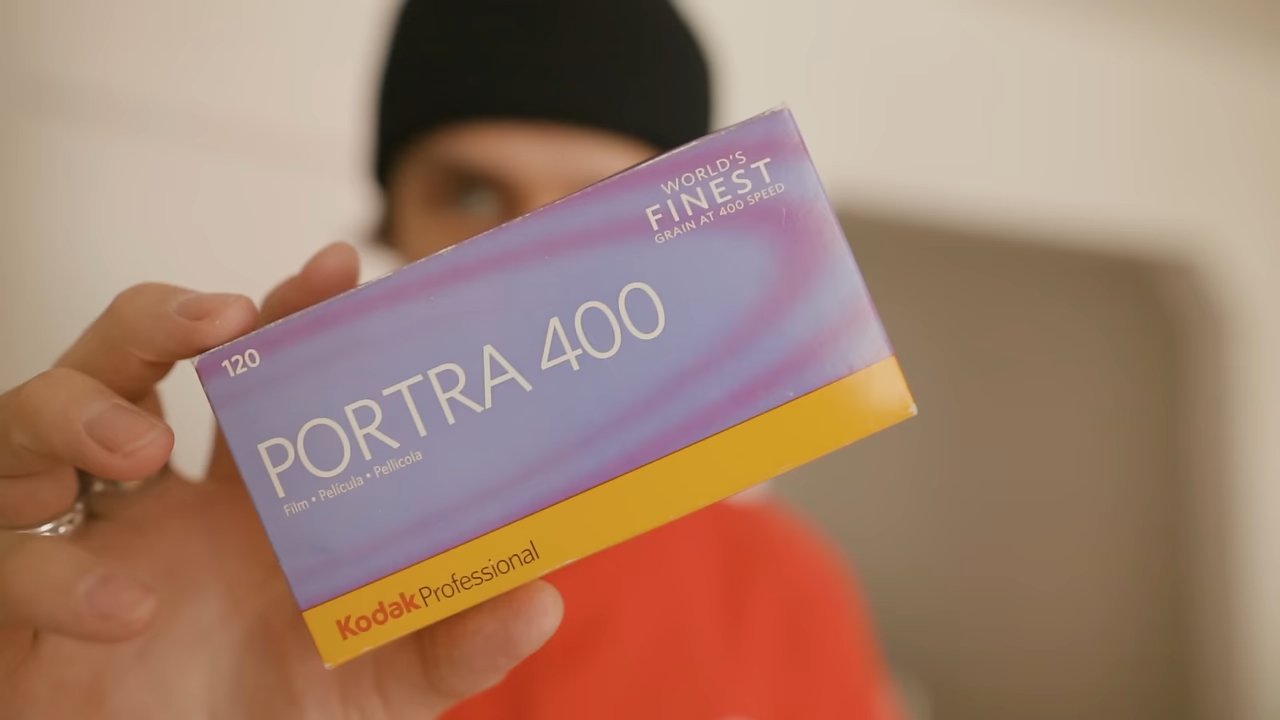 WORLD'S
FINEST
GRAIN AT 400 SPEED
120
PORTRA 400
Film • Película • Pellicola
Kodak Professional